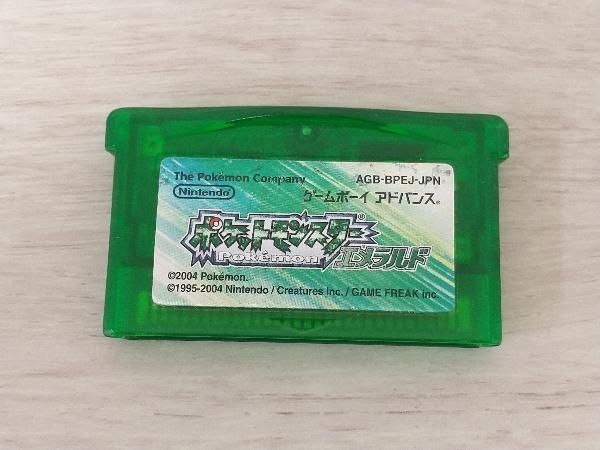 The Pokémon Company
AGB-BPEJ-JPN
Nintendo
ゲームボーイ アドバンス®
ポケットモンスター®
Pokémon
エメラルド
©2004 Pokémon.
©1995-2004 Nintendo / Creatures Inc. / GAME FREAK inc.